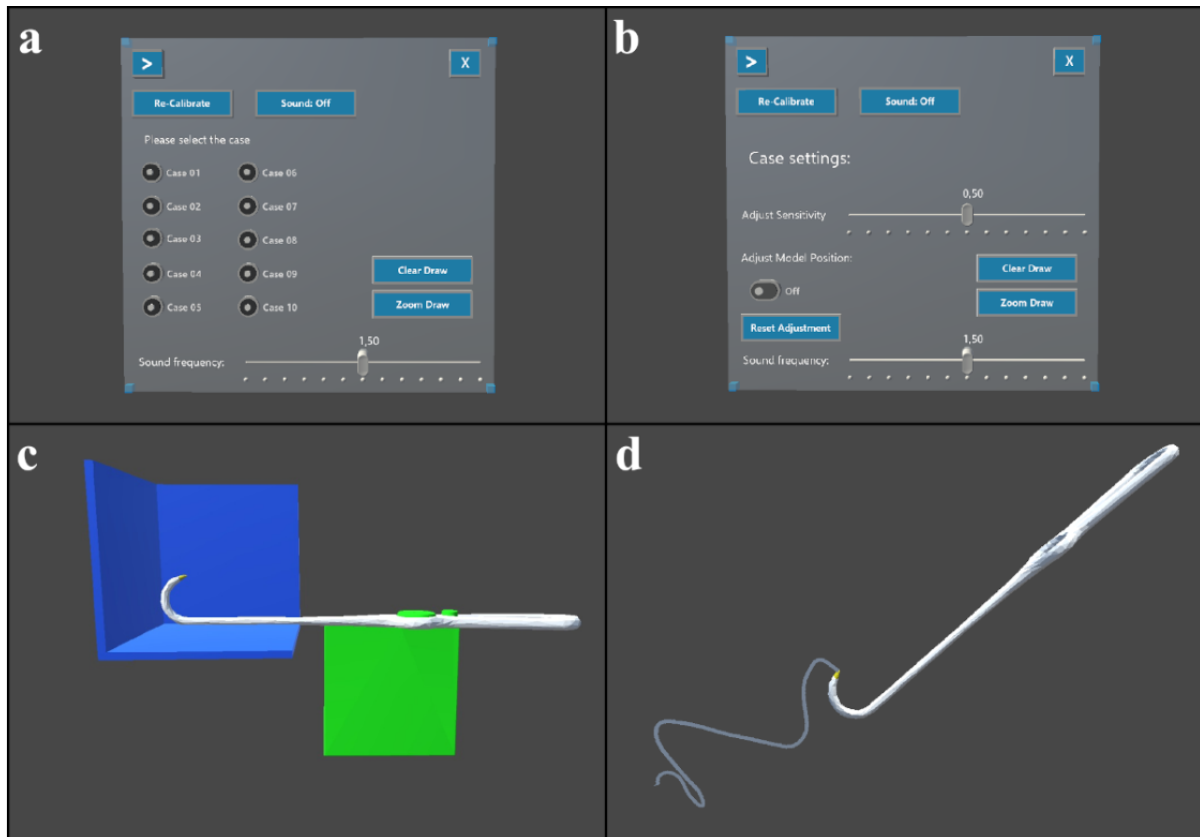 a
>
X
Re-Calibrate Sound: Off
Please select the case
Case 01 Case 06
Case 02 Case 07
Case 03 Case 08
Case 04 Case 09
Clear Draw
Case 05 Case 10
Zoom Draw
1,50
Sound frequency:
b
>
X
Re-Calibrate Sound: Off
Case settings:
0,50
Adjust Sensitivity
Adjust Model Position:
Clear Draw
Off
Zoom Draw
Reset Adjustment
1,50
Sound frequency:
c
d